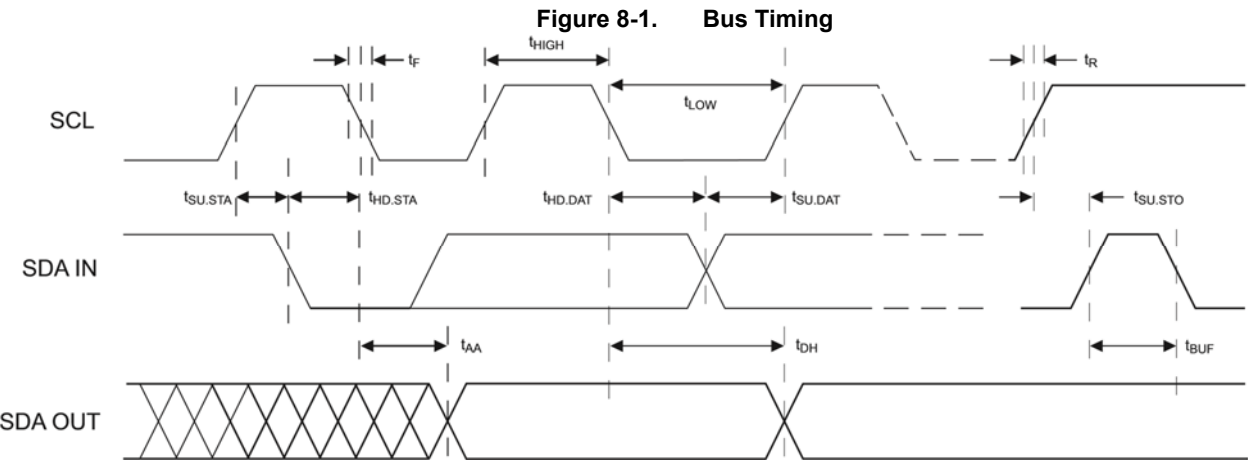 Figure 8-1. Bus Timing
tHIGH
tF
tR
tLOW
SCL
tSU.STA
tHD.STA
tHD.DAT
tSU.DAT
tSU.STO
SDA IN
tAA
tDH
tBUF
SDA OUT